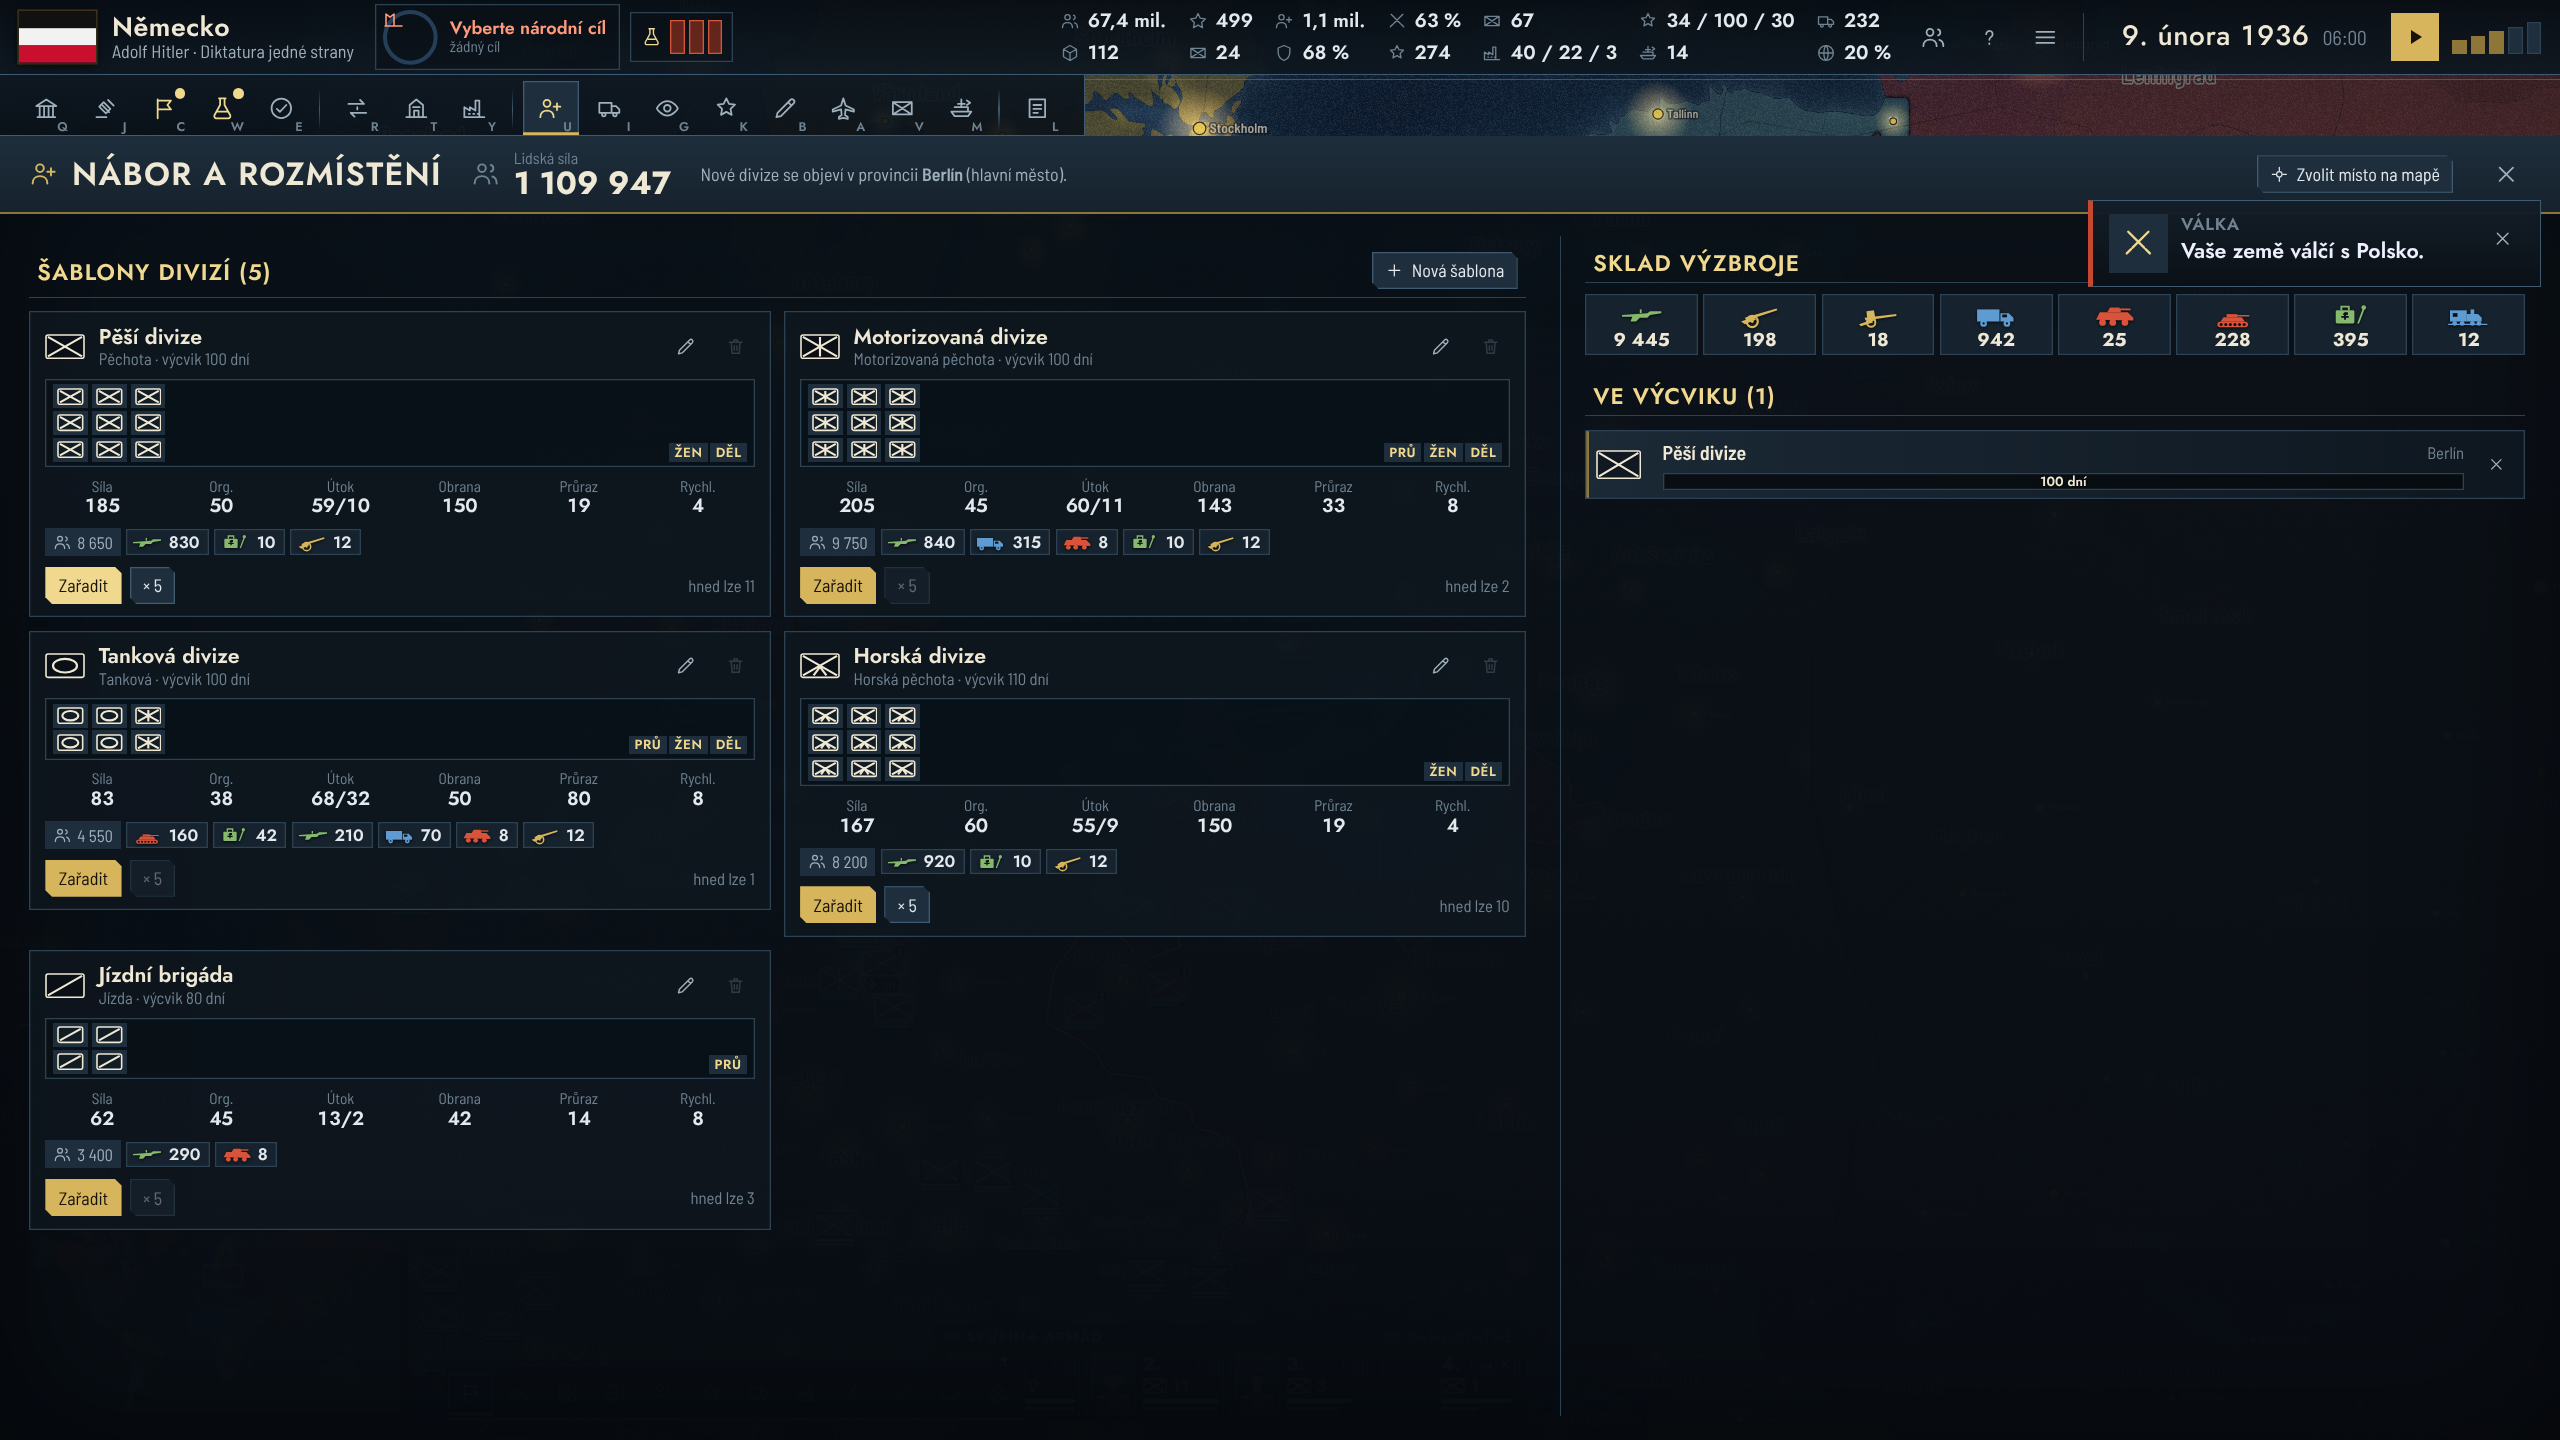 Německo
Adolf Hitler · Diktatura jedné strany
Vyberte národní cíl
žádný cíl
67,4 mil. 499 1,1 mil. 63 % 67 34 / 100 / 30 232
112 24 68 % 274 40 / 22 / 3 14 20 %
?
9. února 1936 06:00
Q J C W E R T Y U I G K B A V M L
Stockholm
Tallinn
Leningrad
NÁBOR A ROZMÍSTĚNÍ
Lidská síla
1 109 947
Nové divize se objeví v provincii Berlín (hlavní město).
Zvolit místo na mapě
VÁLKA
Vaše země válčí s Polsko.
ŠABLONY DIVIZÍ (5)
+ Nová šablona
Pěší divize
Pěchota · výcvik 100 dní
ŽEN DĚL
Síla Org. Útok Obrana Průraz Rychl.
185 50 59/10 150 19 4
8 650 830 10 12
Zařadit × 5 hned lze 11
Motorizovaná divize
Motorizovaná pěchota · výcvik 100 dní
PRŮ ŽEN DĚL
Síla Org. Útok Obrana Průraz Rychl.
205 45 60/11 143 33 8
9 750 840 315 8 10 12
Zařadit × 5 hned lze 2
Tanková divize
Tanková · výcvik 100 dní
PRŮ ŽEN DĚL
Síla Org. Útok Obrana Průraz Rychl.
83 38 68/32 50 80 8
4 550 160 42 210 70 8 12
Zařadit × 5 hned lze 1
Horská divize
Horská pěchota · výcvik 110 dní
ŽEN DĚL
Síla Org. Útok Obrana Průraz Rychl.
167 60 55/9 150 19 4
8 200 920 10 12
Zařadit × 5 hned lze 10
Jízdní brigáda
Jízda · výcvik 80 dní
PRŮ
Síla Org. Útok Obrana Průraz Rychl.
62 45 13/2 42 14 8
3 400 290 8
Zařadit × 5 hned lze 3
SKLAD VÝZBROJE
9 445 198 18 942 25 228 395 12
VE VÝCVIKU (1)
Pěší divize Berlín
100 dní